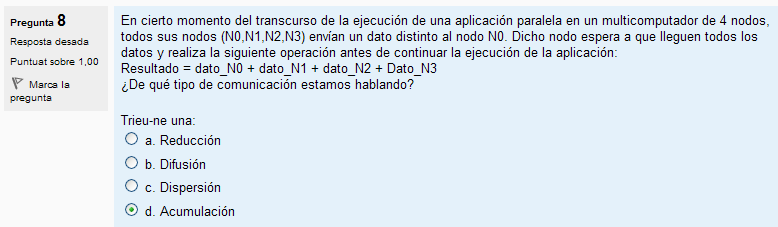 Pregunta 8
Resposta desada
Puntuat sobre 1,00
Marca la
pregunta
En cierto momento del transcurso de la ejecución de una aplicación paralela en un multicomputador de 4 nodos,
todos sus nodos (N0,N1,N2,N3) envían un dato distinto al nodo N0. Dicho nodo espera a que lleguen todos los
datos y realiza la siguiente operación antes de continuar la ejecución de la aplicación:
Resultado = dato_N0 + dato_N1 + dato_N2 + Dato_N3
¿De qué tipo de comunicación estamos hablando?
Trieu-ne una:
a. Reducción
b. Difusión
c. Dispersión
d. Acumulación